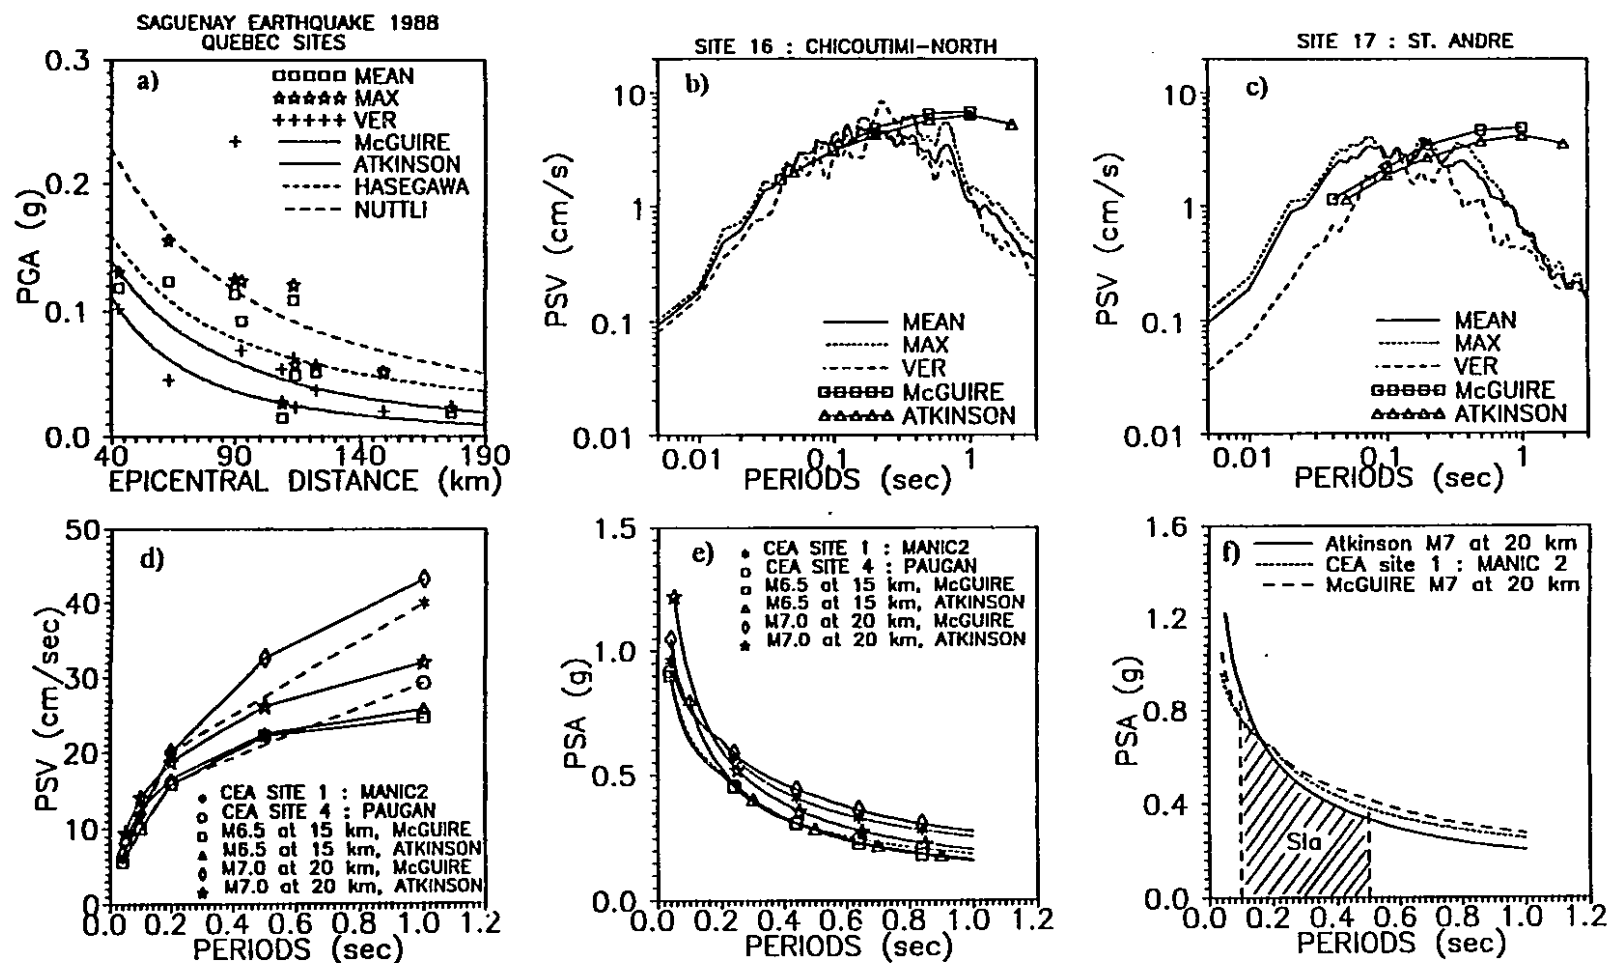 SAGUENAY EARTHQUAKE 1988
QUEBEC SITES
a)
0.3
0.2
0.1
0.0
PGA (g)
MEAN
MAX
VER
McGUIRE
ATKINSON
HASEGAWA
NUTTLI
40 90 140 190
EPICENTRAL DISTANCE (km)
SITE 16 : CHICOUTIMI-NORTH
b)
10
1
0.1
0.01
PSV (cm/s)
MEAN
MAX
VER
McGUIRE
ATKINSON
0.01 0.1 1
PERIODS (sec)
SITE 17 : ST. ANDRE
c)
10
1
0.1
0.01
PSV (cm/s)
MEAN
MAX
VER
McGUIRE
ATKINSON
0.01 0.1 1
PERIODS (sec)
d)
50
40
30
20
10
0
PSV (cm/sec)
CEA SITE 1 : MANIC2
CEA SITE 4 : PAUGAN
M6.5 at 15 km, McGUIRE
M6.5 at 15 km, ATKINSON
M7.0 at 20 km, McGUIRE
M7.0 at 20 km, ATKINSON
0.0 0.2 0.4 0.6 0.8 1.0 1.2
PERIODS (sec)
e)
1.5
1.0
0.5
0.0
PSA (g)
CEA SITE 1 : MANIC2
CEA SITE 4 : PAUGAN
M6.5 at 15 km, McGUIRE
M6.5 at 15 km, ATKINSON
M7.0 at 20 km, McGUIRE
M7.0 at 20 km, ATKINSON
0.0 0.2 0.4 0.6 0.8 1.0 1.2
PERIODS (sec)
f)
1.6
1.2
0.8
0.4
0.0
PSA (g)
Atkinson M7 at 20 km
CEA site 1 : MANIC 2
McGUIRE M7 at 20 km
SIa
0.0 0.2 0.4 0.6 0.8 1.0 1.2
PERIODS (sec)